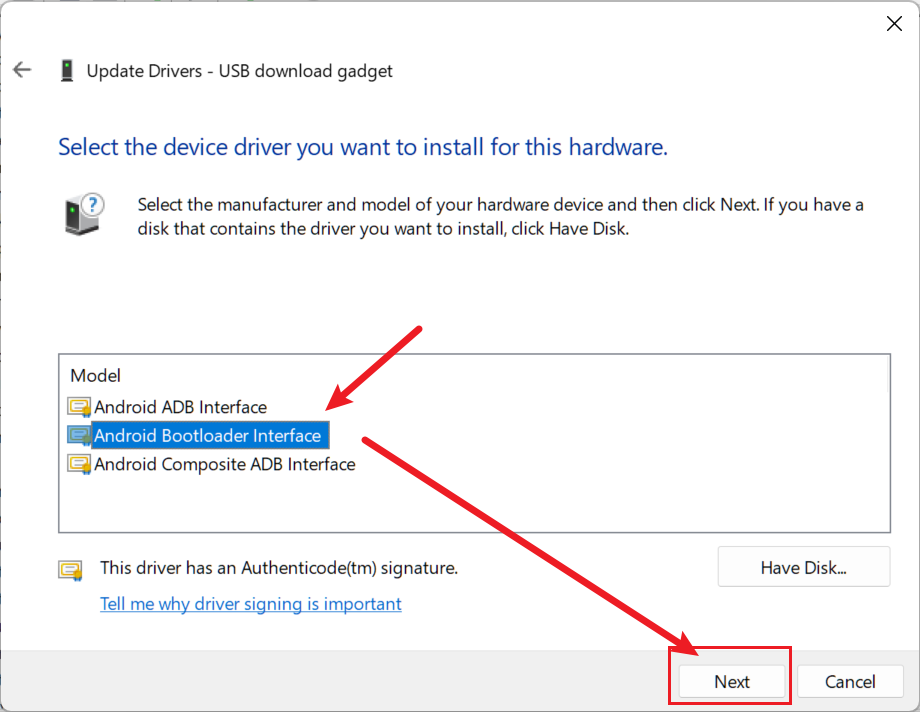 Update Drivers - USB download gadget
Select the device driver you want to install for this hardware.
Select the manufacturer and model of your hardware device and then click Next. If you have a
disk that contains the driver you want to install, click Have Disk.
Model
Android ADB Interface
Android Bootloader Interface
Android Composite ADB Interface
This driver has an Authenticode(tm) signature.
Have Disk...
Tell me why driver signing is important
Next
Cancel